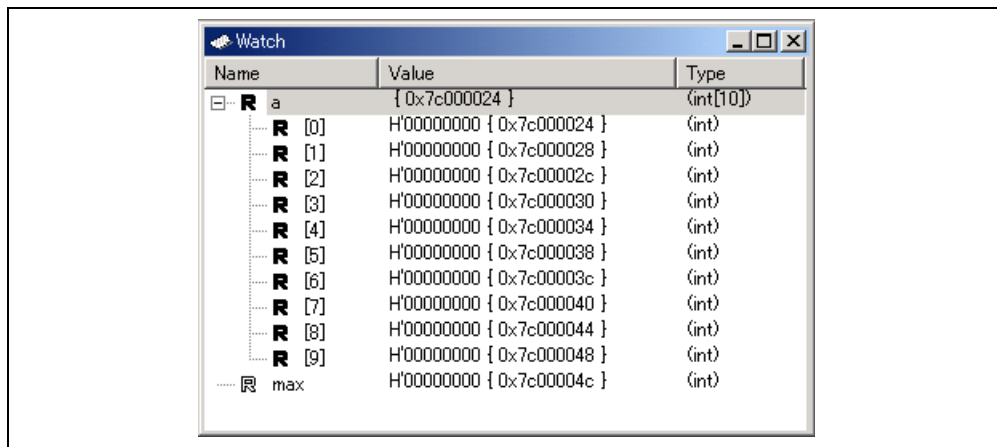 Watch
Name Value Type
R a { 0x7c000024 } (int[10])
R [0] H'00000000 { 0x7c000024 } (int)
R [1] H'00000000 { 0x7c000028 } (int)
R [2] H'00000000 { 0x7c00002c } (int)
R [3] H'00000000 { 0x7c000030 } (int)
R [4] H'00000000 { 0x7c000034 } (int)
R [5] H'00000000 { 0x7c000038 } (int)
R [6] H'00000000 { 0x7c00003c } (int)
R [7] H'00000000 { 0x7c000040 } (int)
R [8] H'00000000 { 0x7c000044 } (int)
R [9] H'00000000 { 0x7c000048 } (int)
R max H'00000000 { 0x7c00004c } (int)